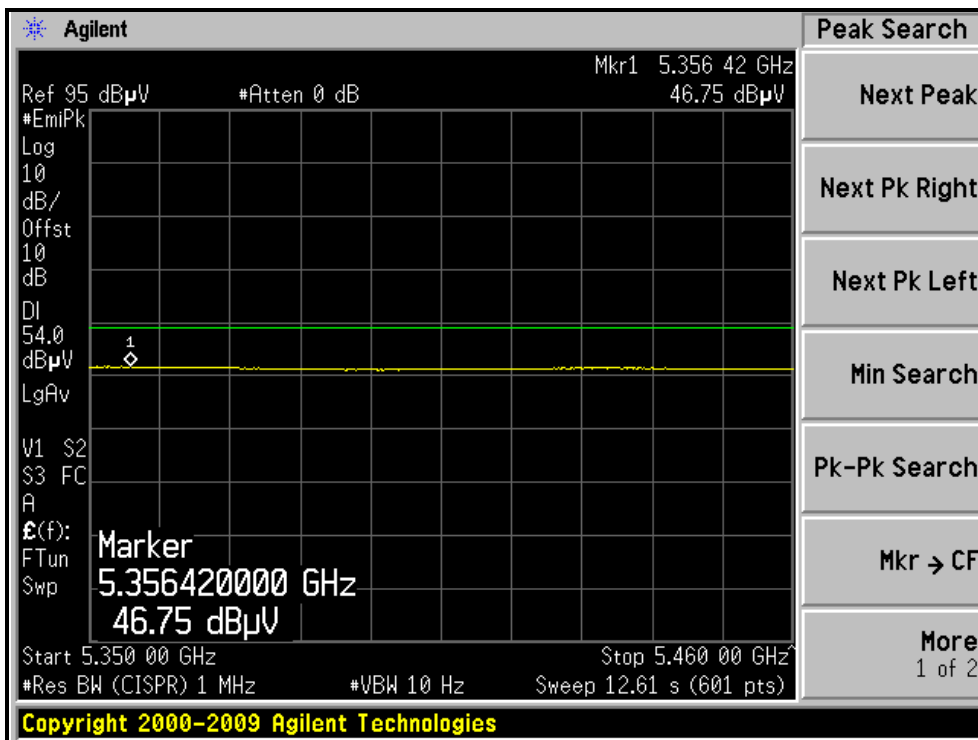 Agilent
Peak Search
Mkr1 5.356 42 GHz
Ref 95 dBµV #Atten 0 dB 46.75 dBµV
#EmiPk
Log
10
dB/
Offst
10
dB
DI
54.0
dBµV
LgAv
1
V1 S2
S3 FC
A
£(f):
FTun
Swp
Marker
5.356420000 GHz
46.75 dBµV
Start 5.350 00 GHz Stop 5.460 00 GHz^
#Res BW (CISPR) 1 MHz #VBW 10 Hz Sweep 12.61 s (601 pts)
Copyright 2000-2009 Agilent Technologies
Next Peak
Next Pk Right
Next Pk Left
Min Search
Pk-Pk Search
Mkr → CF
More
1 of 2